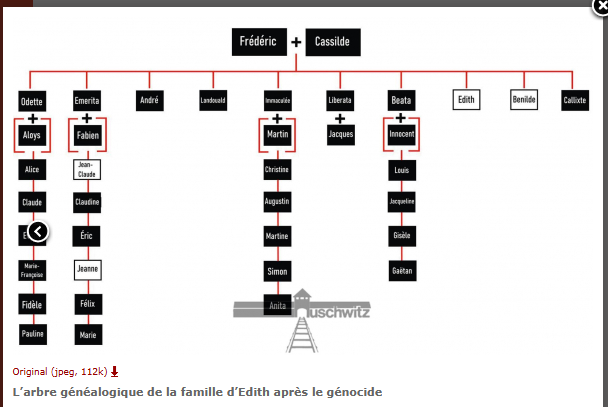 Frédéric + Cassilde
Odette Emerita André Landouald Immaculée Liberata Beata Edith Benilde Callixte
+ + + + +
Aloys Fabien Martin Jacques Innocent
Alice Jean-Claude Christine Louis
Claude Claudine Augustin Jacqueline
E Éric Martine Gisèle
Marie-Françoise Jeanne Simon Gaëtan
Fidèle Félix Anita
uschwitz
Pauline Marie
Original (jpeg, 112k)
L'arbre généalogique de la famille d'Edith après le génocide